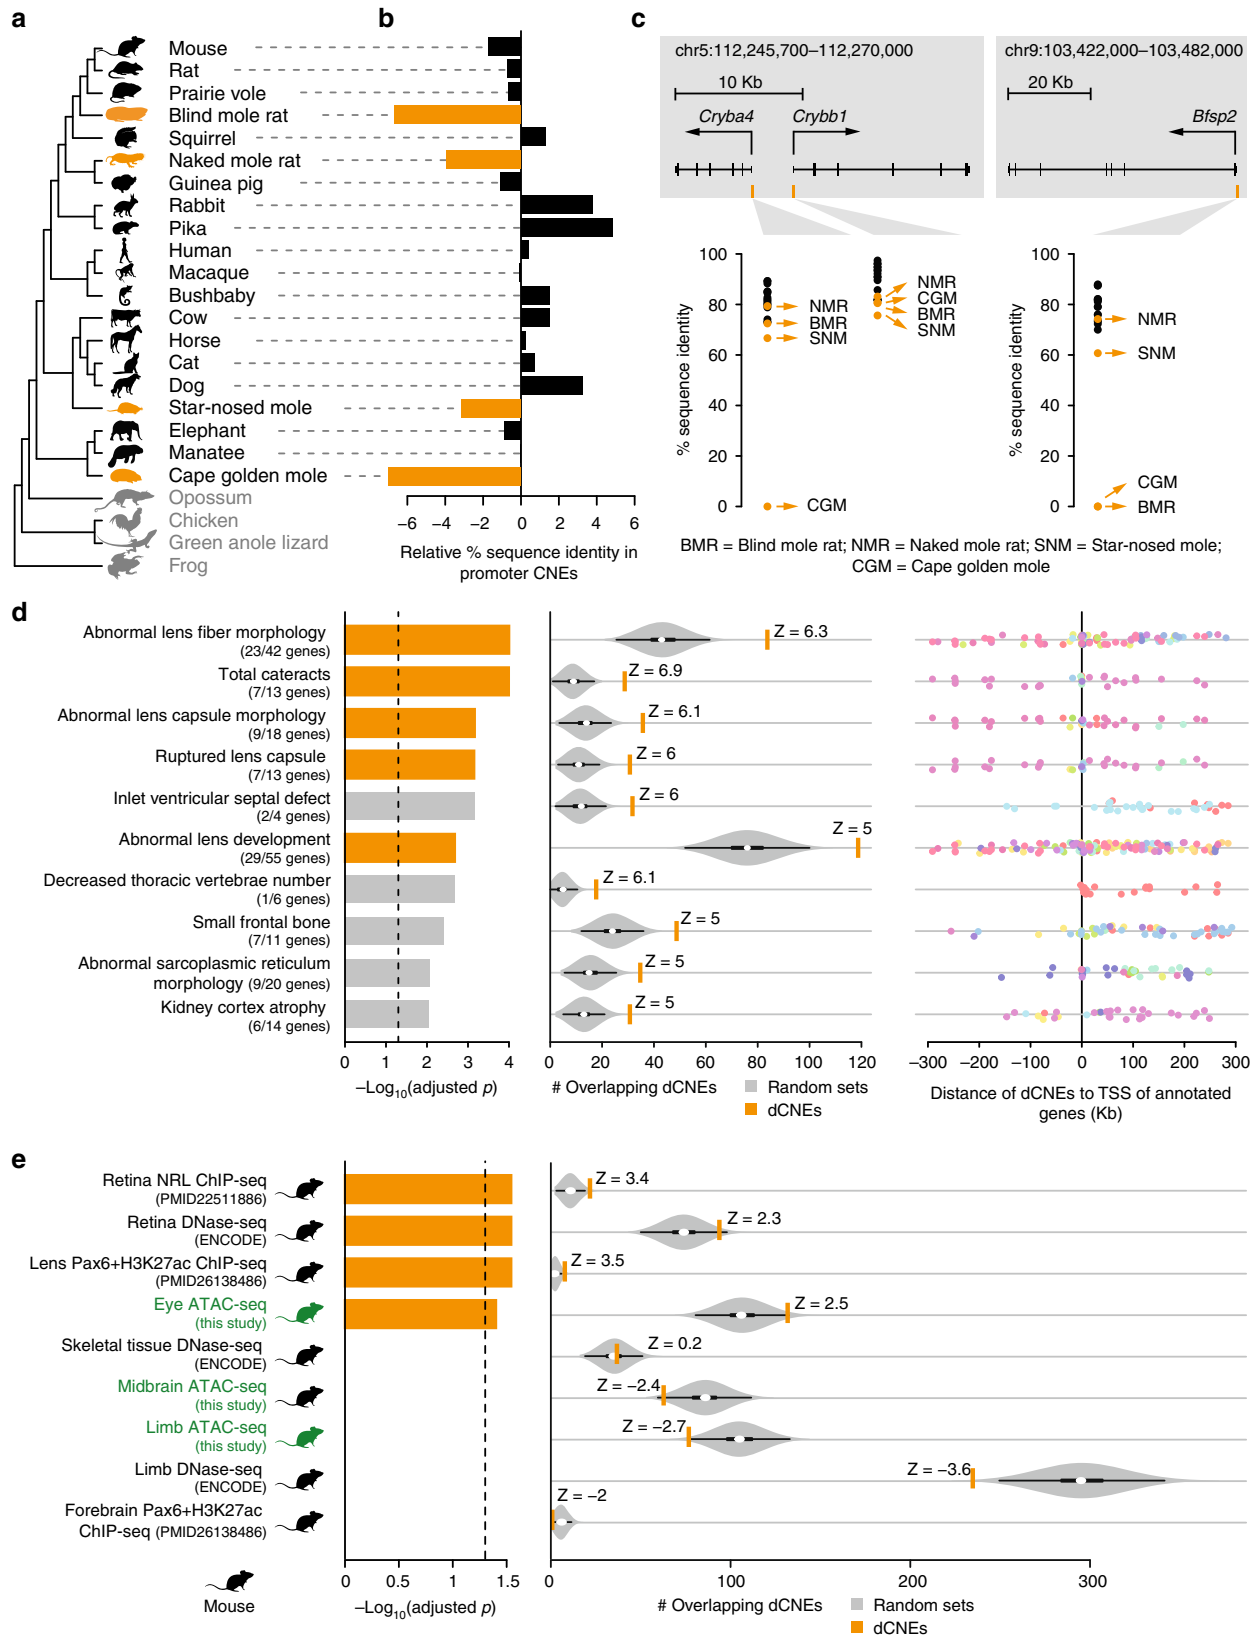 a
Mouse
Rat
Prairie vole
Blind mole rat
Squirrel
Naked mole rat
Guinea pig
Rabbit
Pika
Human
Macaque
Bushbaby
Cow
Horse
Cat
Dog
Star-nosed mole
Elephant
Manatee
Cape golden mole
Opossum
Chicken
Green anole lizard
Frog
b
−6 −4 −2 0 2 4 6
Relative % sequence identity in
promoter CNEs
c
chr5:112,245,700–112,270,000
10 Kb
Cryba4 Crybb1
chr9:103,422,000–103,482,000
20 Kb
Bfsp2
% sequence identity
100
80
60
40
20
0
NMR
BMR
SNM
CGM
NMR
CGM
BMR
SNM
% sequence identity
100
80
60
40
20
0
NMR
SNM
CGM
BMR
BMR = Blind mole rat; NMR = Naked mole rat; SNM = Star-nosed mole;
CGM = Cape golden mole
d
Abnormal lens fiber morphology
(23/42 genes)
Total cateracts
(7/13 genes)
Abnormal lens capsule morphology
(9/18 genes)
Ruptured lens capsule
(7/13 genes)
Inlet ventricular septal defect
(2/4 genes)
Abnormal lens development
(29/55 genes)
Decreased thoracic vertebrae number
(1/6 genes)
Small frontal bone
(7/11 genes)
Abnormal sarcoplasmic reticulum
morphology (9/20 genes)
Kidney cortex atrophy
(6/14 genes)
0 1 2 3 4
−Log10(adjusted p)
Z = 6.3
Z = 6.9
Z = 6.1
Z = 6
Z = 6
Z = 5
Z = 6.1
Z = 5
Z = 5
Z = 5
0 20 40 60 80 100 120
# Overlapping dCNEs
Random sets
dCNEs
−300 −200 −100 0 100 200 300
Distance of dCNEs to TSS of annotated
genes (Kb)
e
Retina NRL ChIP-seq
(PMID22511886)
Retina DNase-seq
(ENCODE)
Lens Pax6+H3K27ac ChIP-seq
(PMID26138486)
Eye ATAC-seq
(this study)
Skeletal tissue DNase-seq
(ENCODE)
Midbrain ATAC-seq
(this study)
Limb ATAC-seq
(this study)
Limb DNase-seq
(ENCODE)
Forebrain Pax6+H3K27ac
ChIP-seq (PMID26138486)
Mouse
0 0.5 1 1.5
−Log10(adjusted p)
Z = 3.4
Z = 2.3
Z = 3.5
Z = 2.5
Z = 0.2
Z = −2.4
Z = −2.7
Z = −3.6
Z = −2
0 100 200 300
# Overlapping dCNEs
Random sets
dCNEs